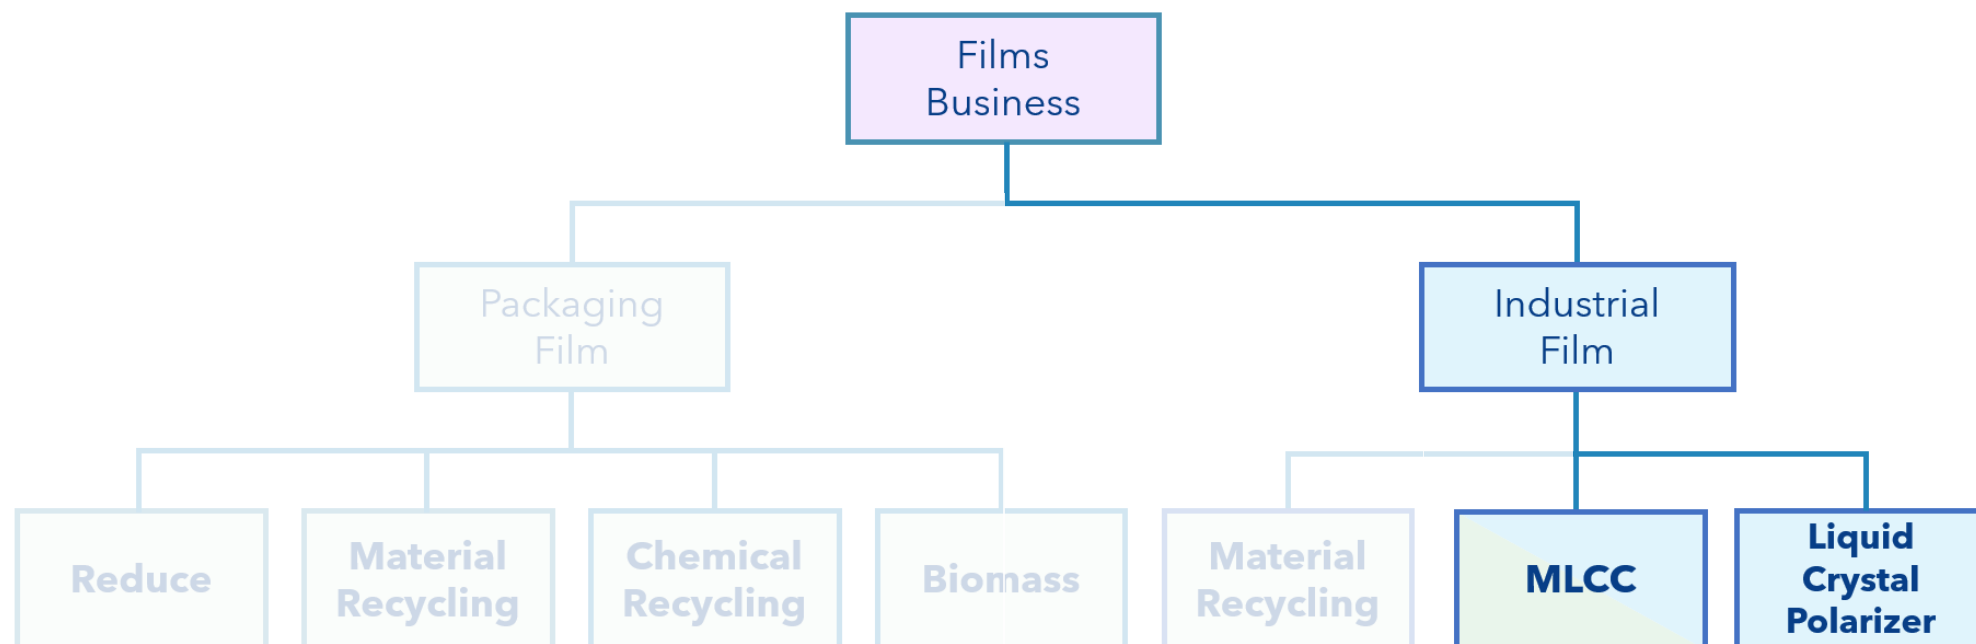 Films
Business
Packaging
Film
Industrial
Film
Reduce
Material
Recycling
Chemical
Recycling
Biomass
Material
Recycling
MLCC
Liquid
Crystal
Polarizer